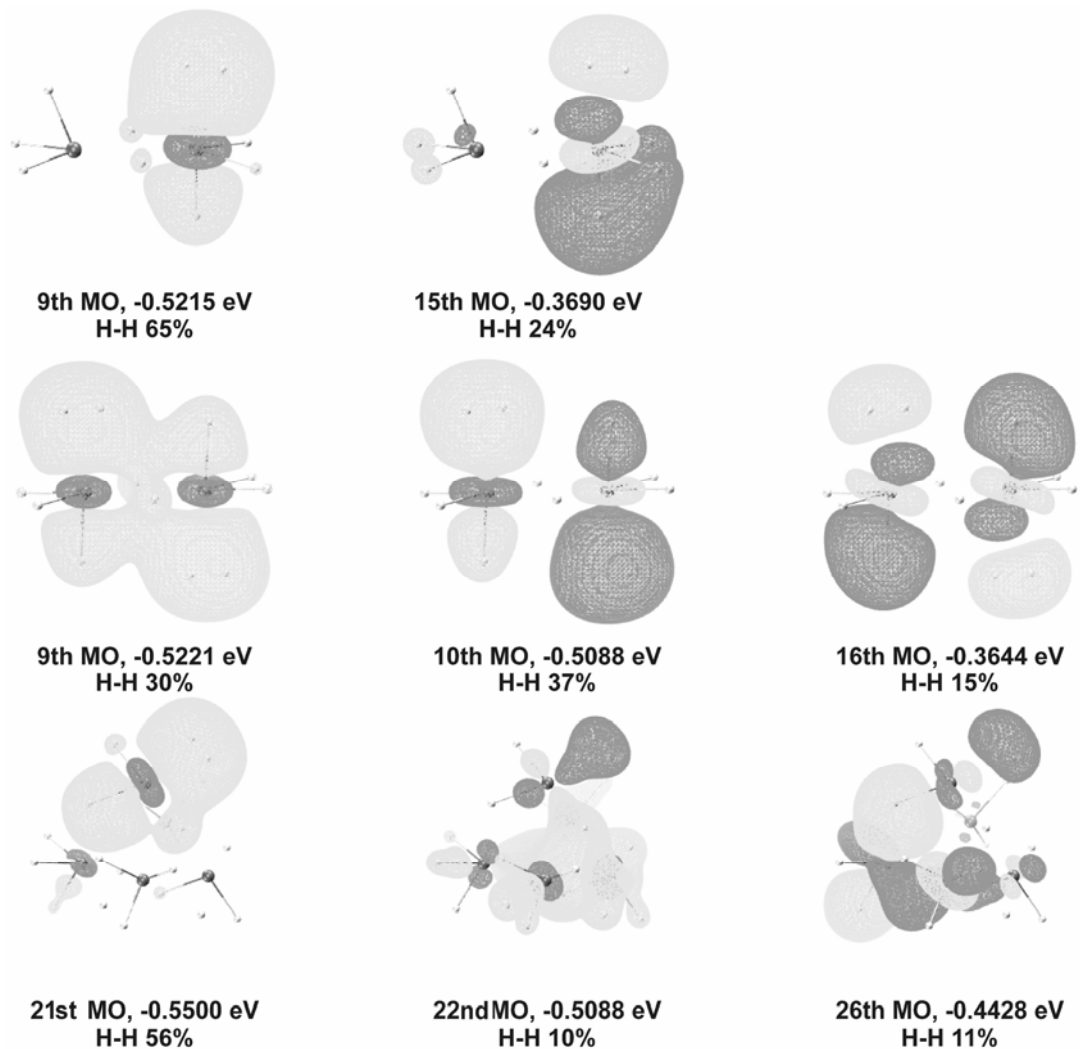 9th MO, -0.5215 eV
H-H 65%
15th MO, -0.3690 eV
H-H 24%
9th MO, -0.5221 eV
H-H 30%
10th MO, -0.5088 eV
H-H 37%
16th MO, -0.3644 eV
H-H 15%
21st MO, -0.5500 eV
H-H 56%
22nd MO, -0.5088 eV
H-H 10%
26th MO, -0.4428 eV
H-H 11%